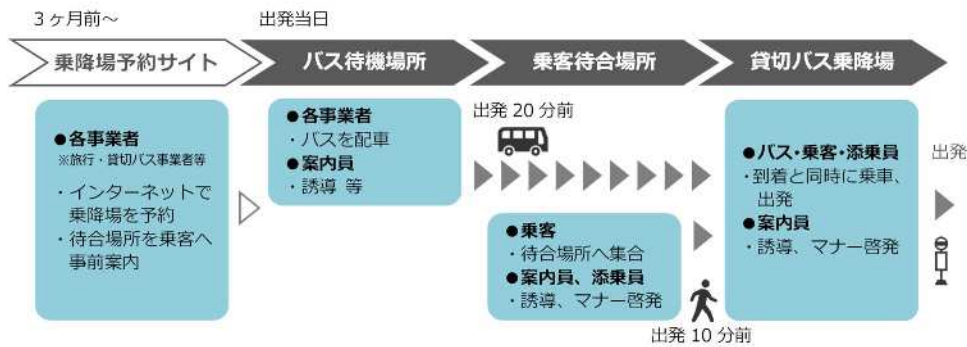 3ヶ月前~
出発当日
乗降場予約サイト
バス待機場所
乗客待合場所
貸切バス乗降場
●各事業者
※旅行・貸切バス事業者等
・インターネットで
乗降場を予約
・待合場所を乗客へ
事前案内
●各事業者
・バスを配車
●案内員
・誘導 等
出発 20 分前
●乗客
・待合場所へ集合
●案内員、添乗員
・誘導、マナー啓発
出発 10 分前
●バス・乗客・添乗員
・到着と同時に乗車、
出発
●案内員
・誘導、マナー啓発
出発